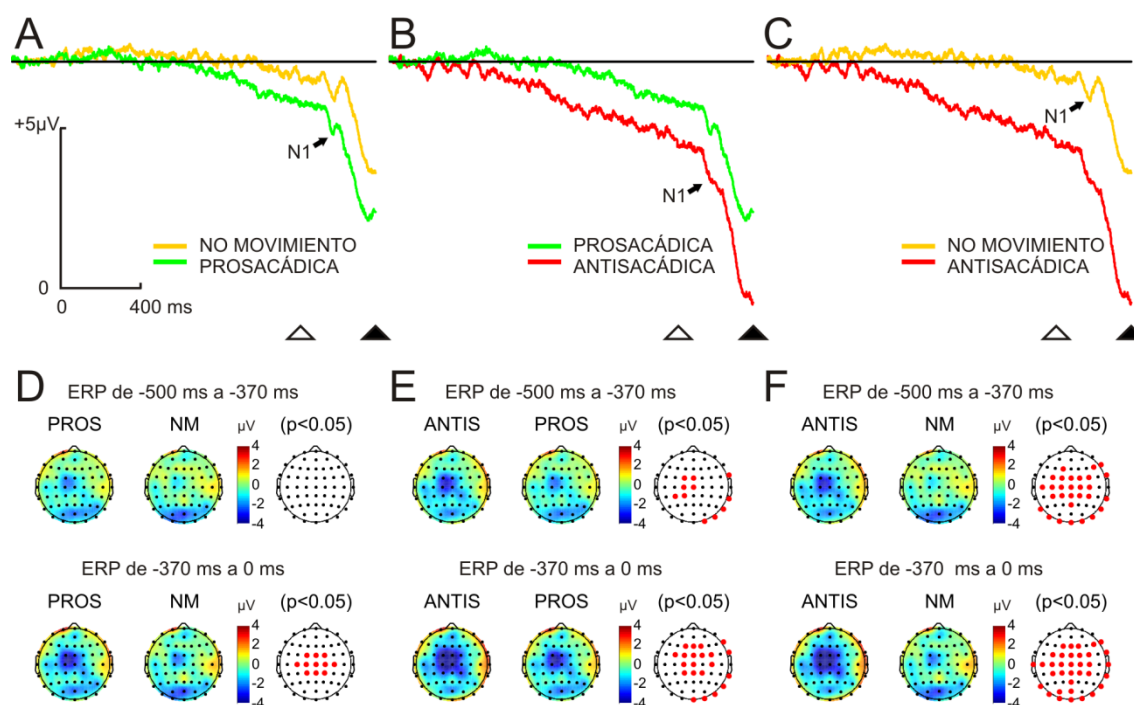 A
B
C
+5µV
0
0
400 ms
N1
NO MOVIMIENTO
PROSACÁDICA
N1
PROSACÁDICA
ANTISACÁDICA
N1
NO MOVIMIENTO
ANTISACÁDICA
D
ERP de -500 ms a -370 ms
PROS
NM
µV
(p<0.05)
4
2
0
-2
-4
ERP de -370 ms a 0 ms
PROS
NM
µV
(p<0.05)
4
2
0
-2
-4
E
ERP de -500 ms a -370 ms
ANTIS
PROS
µV
(p<0.05)
4
2
0
-2
-4
ERP de -370 ms a 0 ms
ANTIS
PROS
µV
(p<0.05)
4
2
0
-2
-4
F
ERP de -500 ms a -370 ms
ANTIS
NM
µV
(p<0.05)
4
2
0
-2
-4
ERP de -370 ms a 0 ms
ANTIS
NM
µV
(p<0.05)
4
2
0
-2
-4